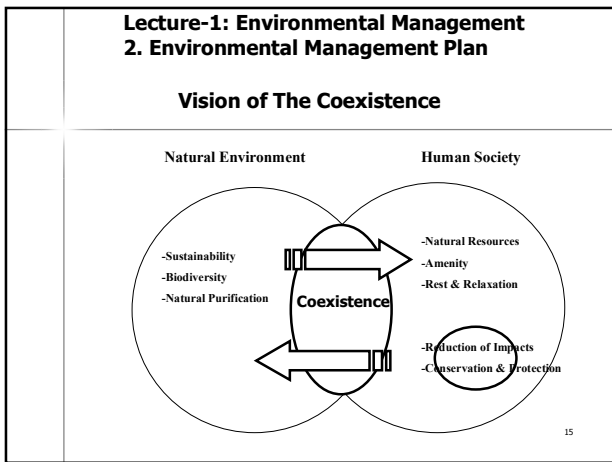 Lecture-1: Environmental Management
2. Environmental Management Plan
Vision of The Coexistence
Natural Environment
Human Society
-Sustainability
-Biodiversity
-Natural Purification
Coexistence
-Natural Resources
-Amenity
-Rest & Relaxation
-Reduction of Impacts
-Conservation & Protection
15